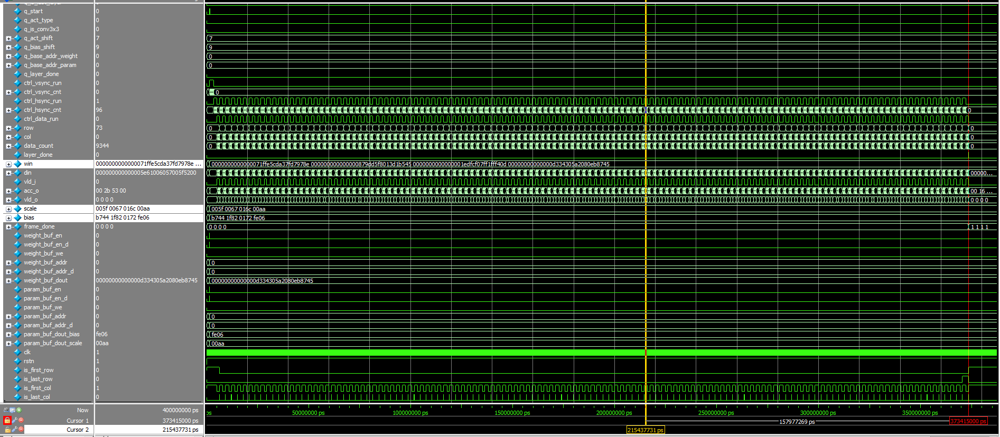 q_start 0
q_act_type 0
q_is_conv3x3 0
q_act_shift 7 7
q_bias_shift 9 9
q_base_addr_weight 0 0
q_base_addr_param 0 0
q_layer_done 0
ctrl_vsync_run 0
ctrl_vsync_cnt 0 0
ctrl_hsync_run 1
ctrl_hsync_cnt 96 0
ctrl_data_run 0
row 73 0 0
col 0 0 0
data_count 9344 0 0
layer_done 0
win 000000000000071ffe5cda37fd7978e ... 000000000000071ffe5cda37fd7978e 000000000000000879dd5f8013d1b545 000000000000001edfcf07ff1fff40d 00000000000000d334305a2080eb8745
din 000000000000005e61006057005f5200 00000...
vld_i 0
acc_o 00 2b 53 00 00 16 ...
vld_o 0 0 0 0 0 0 0 0
scale 005f 0067 016c 00aa 005f 0067 016c 00aa
bias b744 1f82 0172 fe06 b744 1f82 0172 fe06
frame_done 0 0 0 0 0 0 0 0 1 1 1 1
weight_buf_en 0
weight_buf_en_d 0
weight_buf_we 0
weight_buf_addr 0 0
weight_buf_addr_d 0 0
weight_buf_dout 00000000000000d334305a2080eb8745 00000000000000d334305a2080eb8745
param_buf_en 0
param_buf_en_d 0
param_buf_we 0
param_buf_addr 0 0
param_buf_addr_d 0 0
param_buf_dout_bias fe06 fe06
param_buf_dout_scale 00aa 00aa
clk 1
rstn 1
is_first_row 0
is_last_row 0
is_first_col 1
is_last_col 0
Now 400000000 ps ps 50000000 ps 100000000 ps 150000000 ps 200000000 ps 250000000 ps 300000000 ps 350000000 ps
Cursor 1 373415000 ps 157977269 ps 373415000 ps
Cursor 2 215437731 ps 215437731 ps